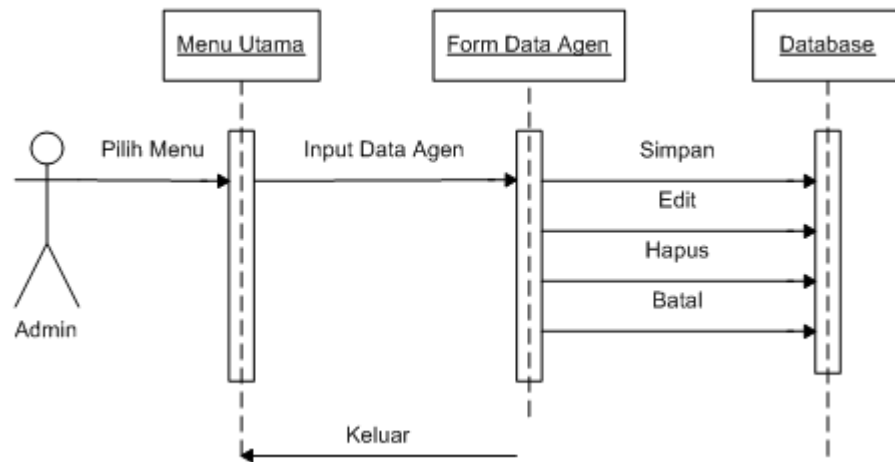 Menu Utama
Form Data Agen
Database
Pilih Menu
Input Data Agen
Simpan
Edit
Hapus
Batal
Admin
Keluar